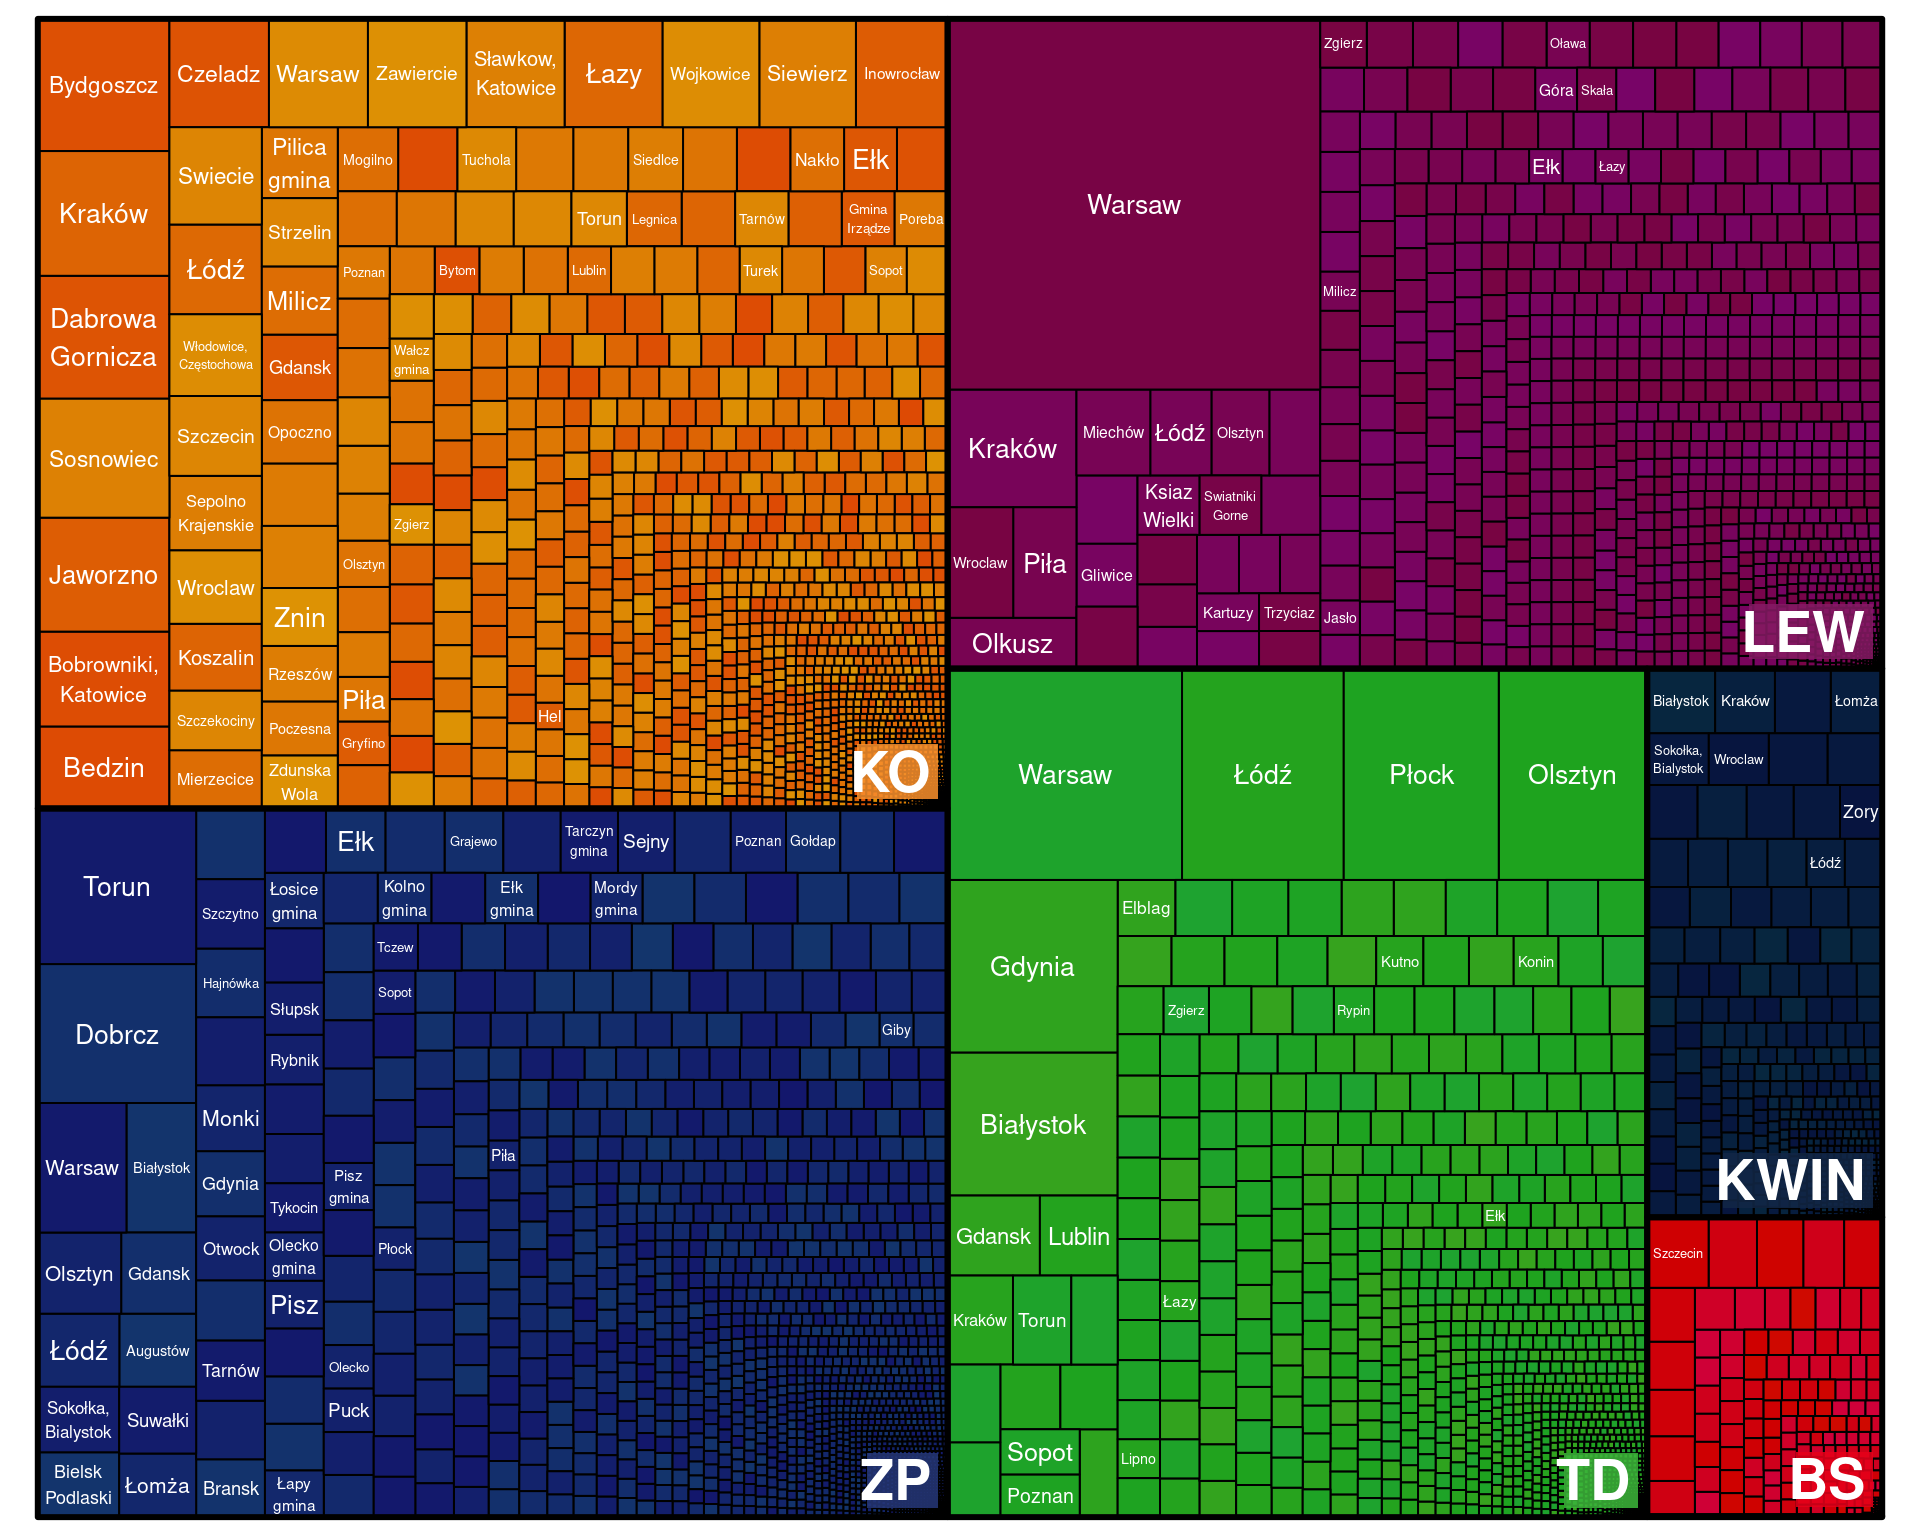 Bydgoszcz
Kraków
Dabrowa
Gornicza
Sosnowiec
Jaworzno
Bobrowniki,
Katowice
Bedzin
Czeladz
Warsaw
Zawiercie
Sławkow,
Katowice
Łazy
Wojkowice
Siewierz
Inowrocław
Swiecie
Łódź
Włodowice,
Częstochowa
Szczecin
Sepolno
Krajenskie
Wroclaw
Koszalin
Szczekociny
Mierzecice
Pilica
gmina
Strzelin
Milicz
Gdansk
Opoczno
Znin
Rzeszów
Poczesna
Zdunska
Wola
Mogilno
Tuchola
Siedlce
Nakło
Ełk
Torun
Legnica
Tarnów
Gmina
Irządze
Poreba
Poznan
Bytom
Lublin
Turek
Sopot
Wałcz
gmina
Zgierz
Olsztyn
Piła
Hel
Gryfino
KO
Warsaw
Kraków
Miechów
Łódź
Olsztyn
Ksiaz
Wielki
Swiatniki
Gorne
Wroclaw
Piła
Gliwice
Olkusz
Kartuzy
Trzyciaz
Zgierz
Oława
Góra
Skała
Ełk
Łazy
Milicz
Jasło
LEW
Torun
Dobrcz
Warsaw
Białystok
Olsztyn
Gdansk
Łódź
Augustów
Sokołka,
Bialystok
Suwałki
Bielsk
Podlaski
Łomża
Szczytno
Hajnówka
Monki
Gdynia
Otwock
Tarnów
Bransk
Łosice
gmina
Słupsk
Rybnik
Tykocin
Olecko
gmina
Pisz
Łapy
gmina
Ełk
Grajewo
Tarczyn
gmina
Sejny
Poznan
Gołdap
Kolno
gmina
Ełk
gmina
Mordy
gmina
Tczew
Sopot
Giby
Piła
Pisz
gmina
Płock
Olecko
Puck
ZP
Warsaw
Łódź
Płock
Olsztyn
Gdynia
Białystok
Gdansk
Lublin
Kraków
Torun
Sopot
Poznan
Elblag
Kutno
Konin
Zgierz
Rypin
Ełk
Łazy
Lipno
TD
Białystok
Kraków
Łomża
Sokołka,
Bialystok
Wroclaw
Zory
Łódź
KWIN
Szczecin
BS